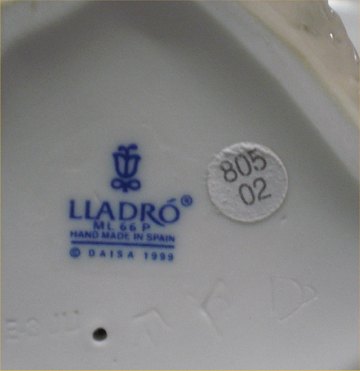 805
02
LLADRÓ®
ML 66 P
HAND MADE IN SPAIN
© DAISA 1999